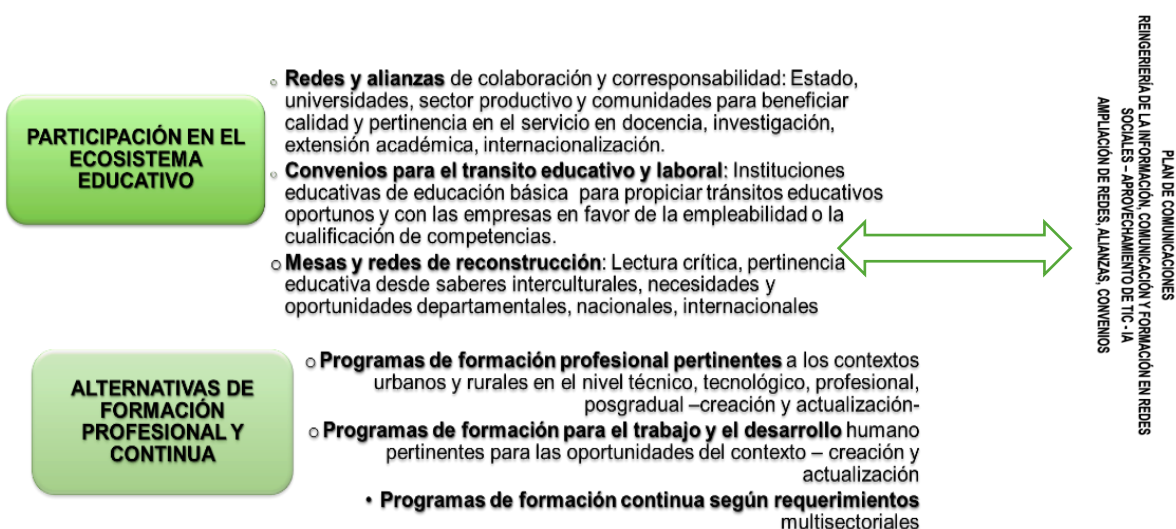 PARTICIPACIÓN EN EL
ECOSISTEMA
EDUCATIVO
Redes y alianzas de colaboración y corresponsabilidad: Estado,
universidades, sector productivo y comunidades para beneficiar
calidad y pertinencia en el servicio en docencia, investigación,
extensión académica, internacionalización.
Convenios para el transito educativo y laboral: Instituciones
educativas de educación básica para propiciar tránsitos educativos
oportunos y con las empresas en favor de la empleabilidad o la
cualificación de competencias.
Mesas y redes de reconstrucción: Lectura crítica, pertinencia
educativa desde saberes interculturales, necesidades y
oportunidades departamentales, nacionales, internacionales
ALTERNATIVAS DE
FORMACIÓN
PROFESIONAL Y
CONTINUA
Programas de formación profesional pertinentes a los contextos
urbanos y rurales en el nivel técnico, tecnológico, profesional,
posgradual –creación y actualización-
Programas de formación para el trabajo y el desarrollo humano
pertinentes para las oportunidades del contexto – creación y
actualización
• Programas de formación continua según requerimientos
multisectoriales
PLAN DE COMUNICACIONES
REINGERIERÍA DE LA INFORMACIÓN, COMUNICACIÓN Y FORMACIÓN EN REDES
SOCIALES – APROVECHAMIENTO DE TIC - IA
AMPLIACIÓN DE REDES, ALIANZAS, CONVENIOS